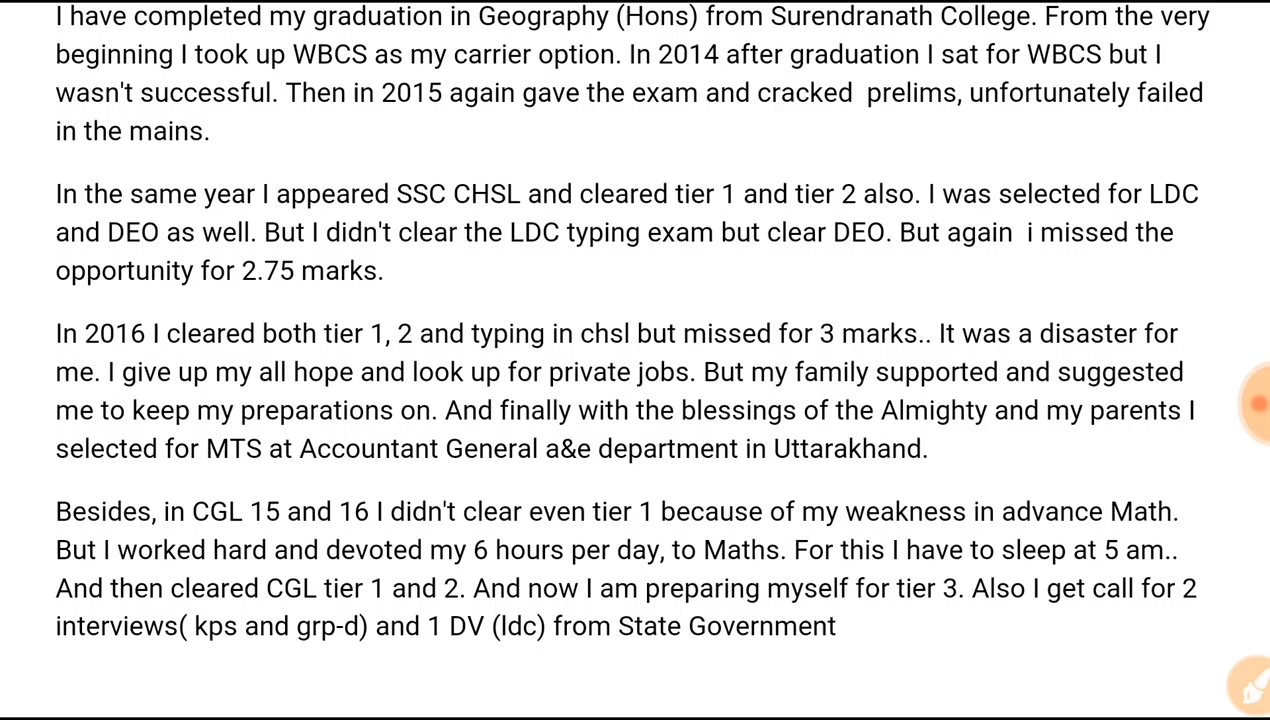 I have completed my graduation in Geography (Hons) from Surendranath College. From the very
beginning I took up WBCS as my carrier option. In 2014 after graduation I sat for WBCS but I
wasn't successful. Then in 2015 again gave the exam and cracked  prelims, unfortunately failed
in the mains.
In the same year I appeared SSC CHSL and cleared tier 1 and tier 2 also. I was selected for LDC
and DEO as well. But I didn't clear the LDC typing exam but clear DEO. But again  i missed the
opportunity for 2.75 marks.
In 2016 I cleared both tier 1, 2 and typing in chsl but missed for 3 marks.. It was a disaster for
me. I give up my all hope and look up for private jobs. But my family supported and suggested
me to keep my preparations on. And finally with the blessings of the Almighty and my parents I
selected for MTS at Accountant General a&e department in Uttarakhand.
Besides, in CGL 15 and 16 I didn't clear even tier 1 because of my weakness in advance Math.
But I worked hard and devoted my 6 hours per day, to Maths. For this I have to sleep at 5 am..
And then cleared CGL tier 1 and 2. And now I am preparing myself for tier 3. Also I get call for 2
interviews( kps and grp-d) and 1 DV (ldc) from State Government